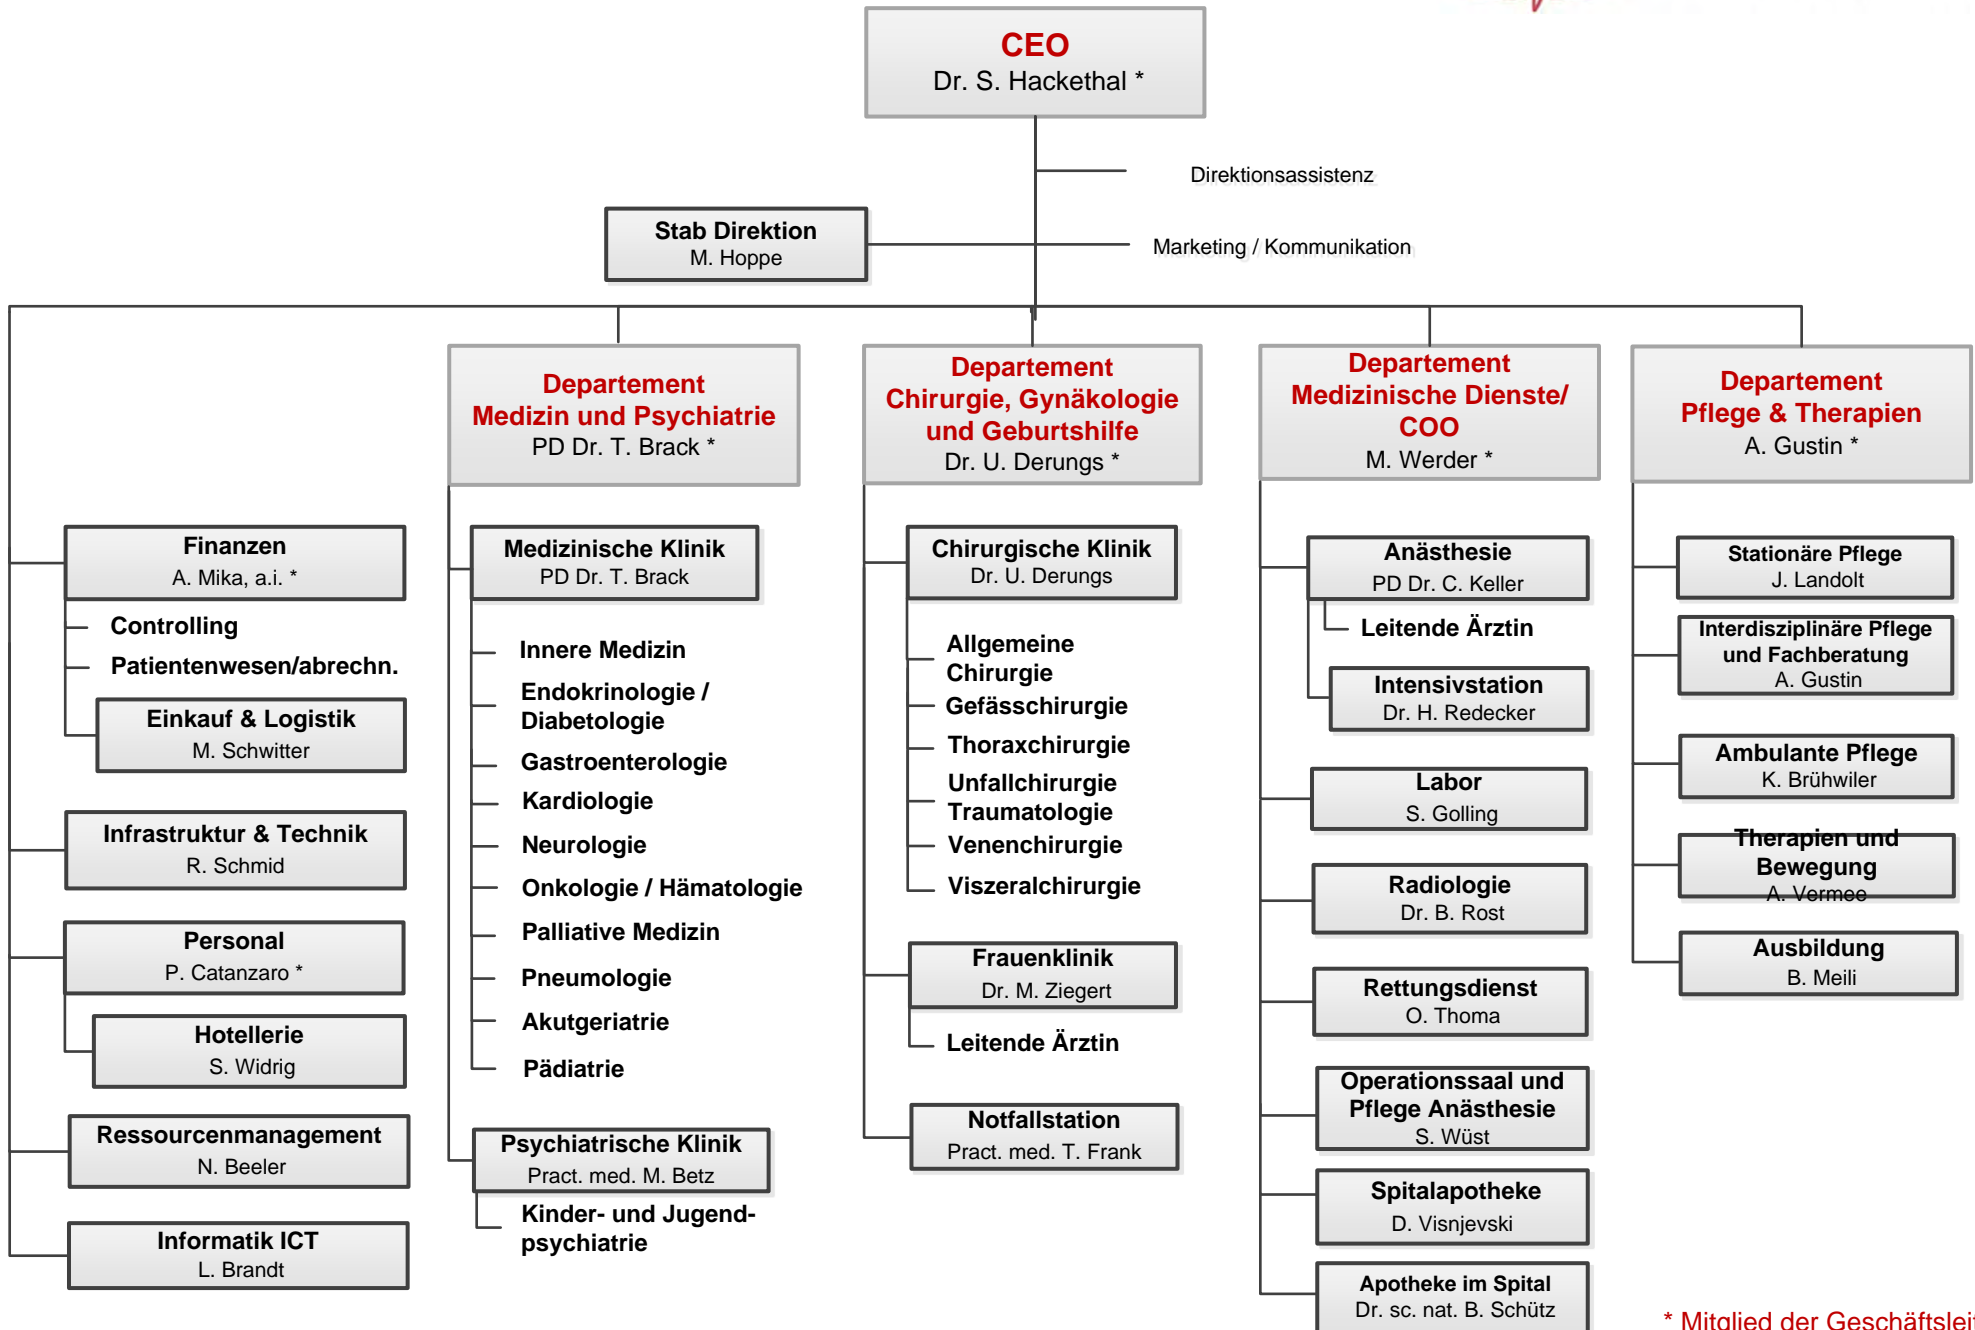 CEO
Dr. S. Hackethal *
Direktionsassistenz
Stab Direktion
M. Hoppe
Marketing / Kommunikation
Finanzen
A. Mika, a.i. *
Controlling
Patientenwesen/abrechn.
Einkauf & Logistik
M. Schwitter
Infrastruktur & Technik
R. Schmid
Personal
P. Catanzaro *
Hotellerie
S. Widrig
Ressourcenmanagement
N. Beeler
Informatik ICT
L. Brandt
Departement
Medizin und Psychiatrie
PD Dr. T. Brack *
Medizinische Klinik
PD Dr. T. Brack
Innere Medizin
Endokrinologie /
Diabetologie
Gastroenterologie
Kardiologie
Neurologie
Onkologie / Hämatologie
Palliative Medizin
Pneumologie
Akutgeriatrie
Pädiatrie
Psychiatrische Klinik
Pract. med. M. Betz
Kinder- und Jugend-
psychiatrie
Departement
Chirurgie, Gynäkologie
und Geburtshilfe
Dr. U. Derungs *
Chirurgische Klinik
Dr. U. Derungs
Allgemeine
Chirurgie
Gefässchirurgie
Thoraxchirurgie
Unfallchirurgie
Traumatologie
Venenchirurgie
Viszeralchirurgie
Frauenklinik
Dr. M. Ziegert
Leitende Ärztin
Notfallstation
Pract. med. T. Frank
Departement
Medizinische Dienste/
COO
M. Werder *
Anästhesie
PD Dr. C. Keller
Leitende Ärztin
Intensivstation
Dr. H. Redecker
Labor
S. Golling
Radiologie
Dr. B. Rost
Rettungsdienst
O. Thoma
Operationssaal und
Pflege Anästhesie
S. Wüst
Spitalapotheke
D. Visnjevski
Apotheke im Spital
Dr. sc. nat. B. Schütz
Departement
Pflege & Therapien
A. Gustin *
Stationäre Pflege
J. Landolt
Interdisziplinäre Pflege
und Fachberatung
A. Gustin
Ambulante Pflege
K. Brühwiler
Therapien und
Bewegung
A. Vermee
Ausbildung
B. Meili
* Mitglied der Geschäftsleit